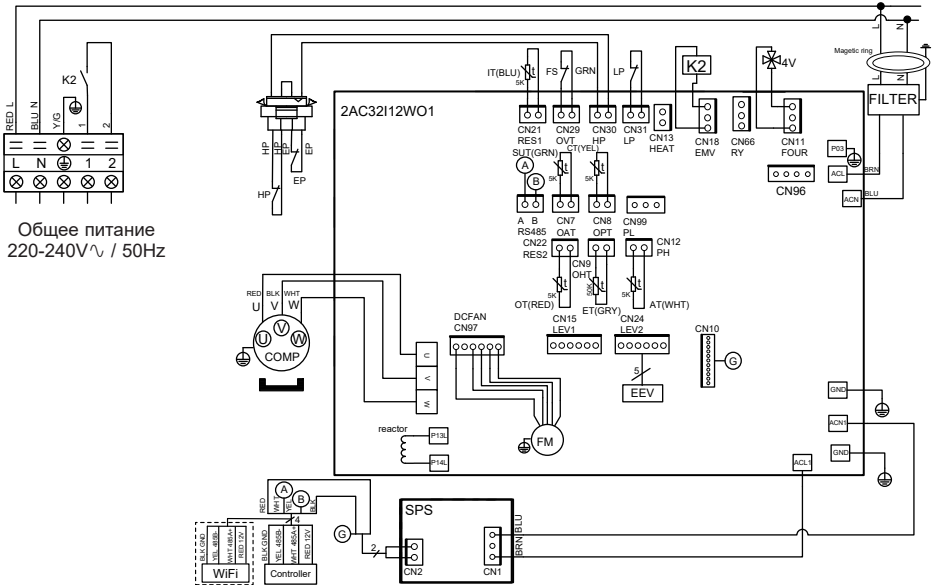 RED L
BLU N
Y/G
1
2
K2
L N 1 2
Общее питание
220-240V∿ / 50Hz
HP
HP
EP
EP
HP
EP
2AC32I12WO1
IT(BLU)
5K
t
FS
GRN
LP
K2
4V
Magetic ring
L
N
L
N
FILTER
CN21
RES1
CN29
OVT
CN30
HP
CN31
LP
CN13
HEAT
CN18
EMV
CN66
RY
CN11
FOUR
P03
ACL
BRN
ACN
BLU
CN96
SUT(GRN)
A
B
5K
t
CT(YEL)
5K
t
A B
RS485
CN7
OAT
CN8
OPT
CN99
PL
CN22
RES2
CN9
OHT
CN12
PH
5K
t
50K
t
5K
t
OT(RED)
ET(GRY)
AT(WHT)
CN15
LEV1
CN24
LEV2
CN10
G
5
EEV
RED BLK WHT
U V W
U
V
W
COMP
U
V
W
DCFAN
CN97
FM
reactor
P13L
P14L
GND
ACN1
GND
ACL1
RED
WHT
YEL
BLK
A
B
4
G
2
BLK GND
YEL 485B-
WHT 485A+
RED 12V
WiFi
BLK GND
YEL 485B-
WHT 485A+
RED 12V
Controller
SPS
CN2
CN1
BRN
BLU